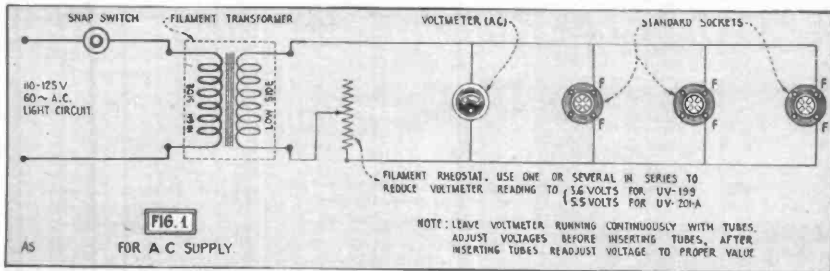 SNAP SWITCH
FILAMENT TRANSFORMER
VOLTMETER (AC)
STANDARD SOCKETS
110-125V
60~ A.C.
LIGHT CIRCUIT
HIGH SIDE
LOW SIDE
F
F
F
F
F
F
FILAMENT RHEOSTAT. USE ONE OR SEVERAL IN SERIES TO
REDUCE VOLTMETER READING TO { 3.6 VOLTS FOR UV-199
5.5 VOLTS FOR UV-201-A
FIG. 1
FOR AC SUPPLY
AS
NOTE: LEAVE VOLTMETER RUNNING CONTINUOUSLY WITH TUBES.
ADJUST VOLTAGES BEFORE INSERTING TUBES. AFTER
INSERTING TUBES READJUST VOLTAGE TO PROPER VALUE